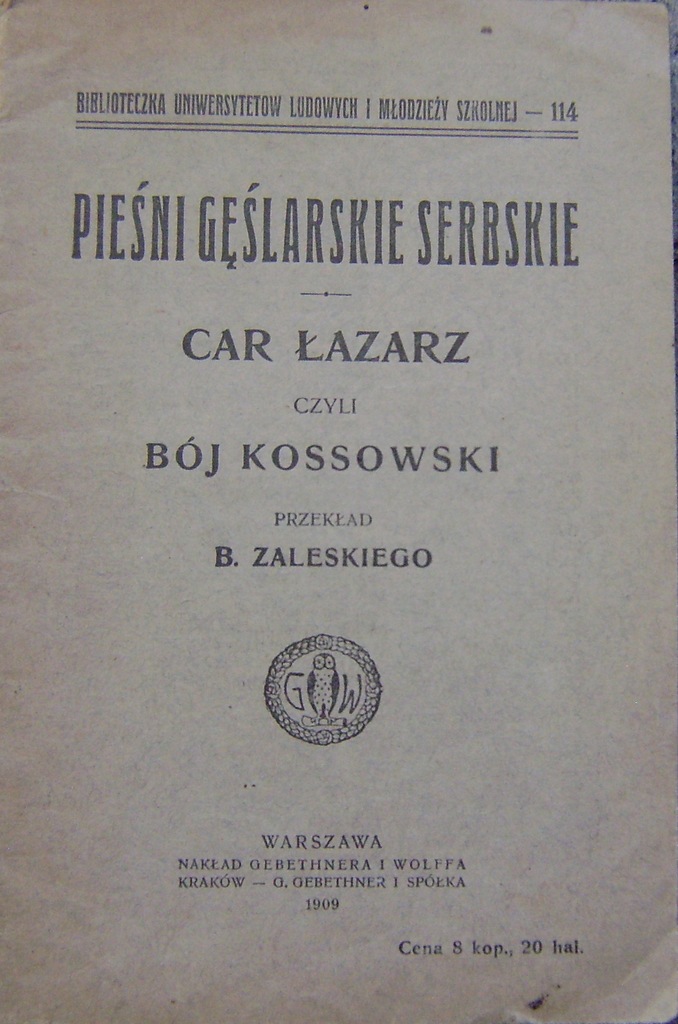 BIBLIOTECZKA UNIWERSYTETÓW LUDOWYCH I MŁODZIEŻY SZKOLNEJ — 114
PIEŚNI GĘŚLARSKIE SERBSKIE
CAR ŁAZARZ
CZYLI
BÓJ KOSSOWSKI
PRZEKŁAD
B. ZALESKIEGO
G W
WARSZAWA
NAKŁAD GEBETHNERA I WOLFFA
KRAKÓW — G. GEBETHNER I SPÓŁKA
1909
Cena 8 kop., 20 hal.